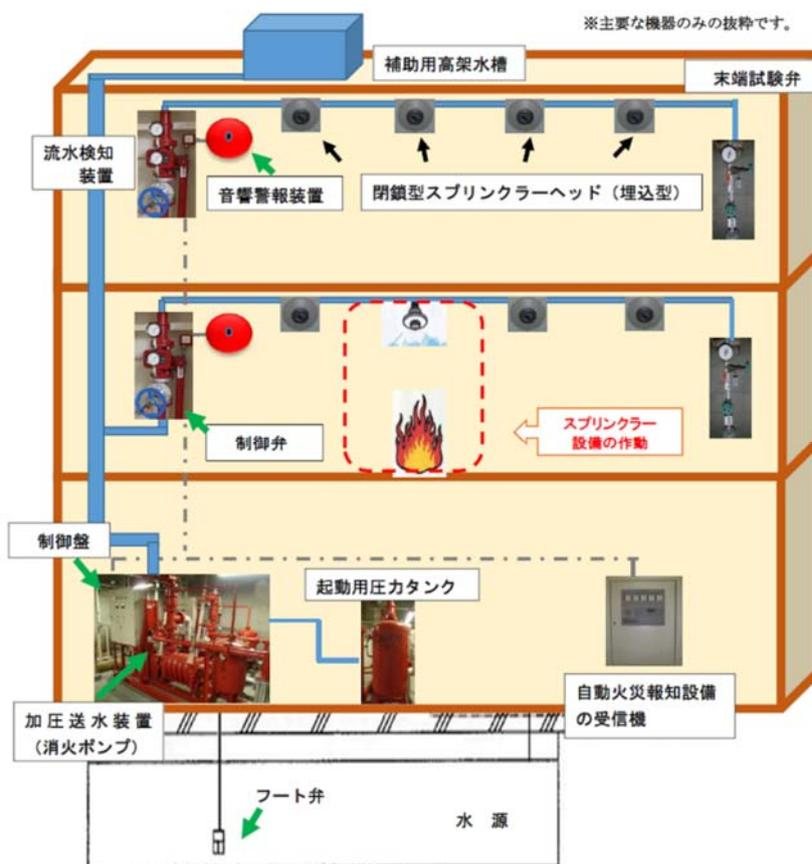 ※主要な機器のみの抜粋です。
補助用高架水槽
末端試験弁
流水検知
装置
音響警報装置
閉鎖型スプリンクラーヘッド（埋込型）
制御弁
スプリンクラー
設備の作動
制御盤
起動用圧力タンク
加圧送水装置
（消火ポンプ）
自動火災報知設備
の受信機
フート弁
水　源